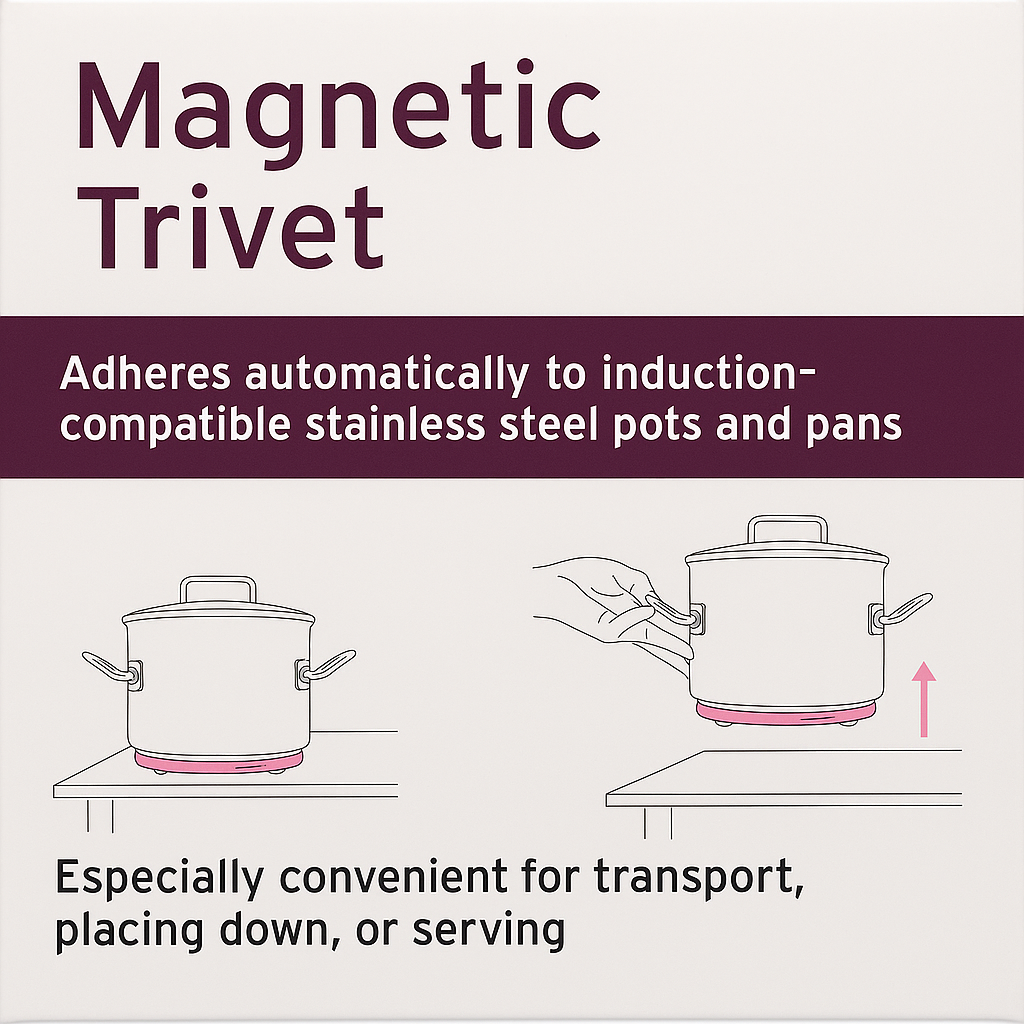 Magnetic
Trivet
Adheres automatically to induction-
compatible stainless steel pots and pans
Especially convenient for transport,
placing down, or serving